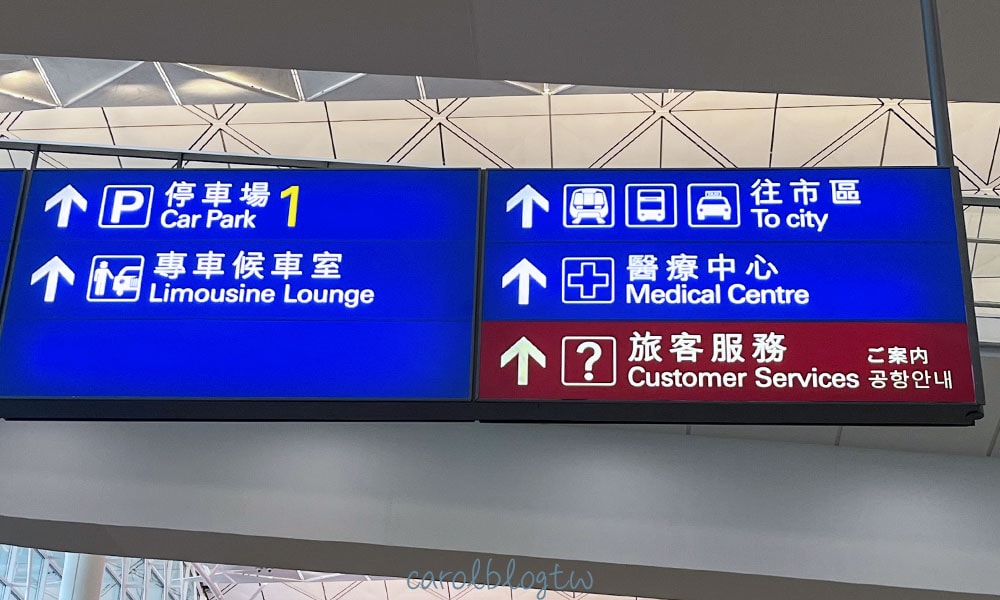 P 停車場 1
Car Park
專車候車室
Limousine Lounge
往市區
To city
醫療中心
Medical Centre
? 旅客服務 ご案内
Customer Services 공항안내
carolblogtw